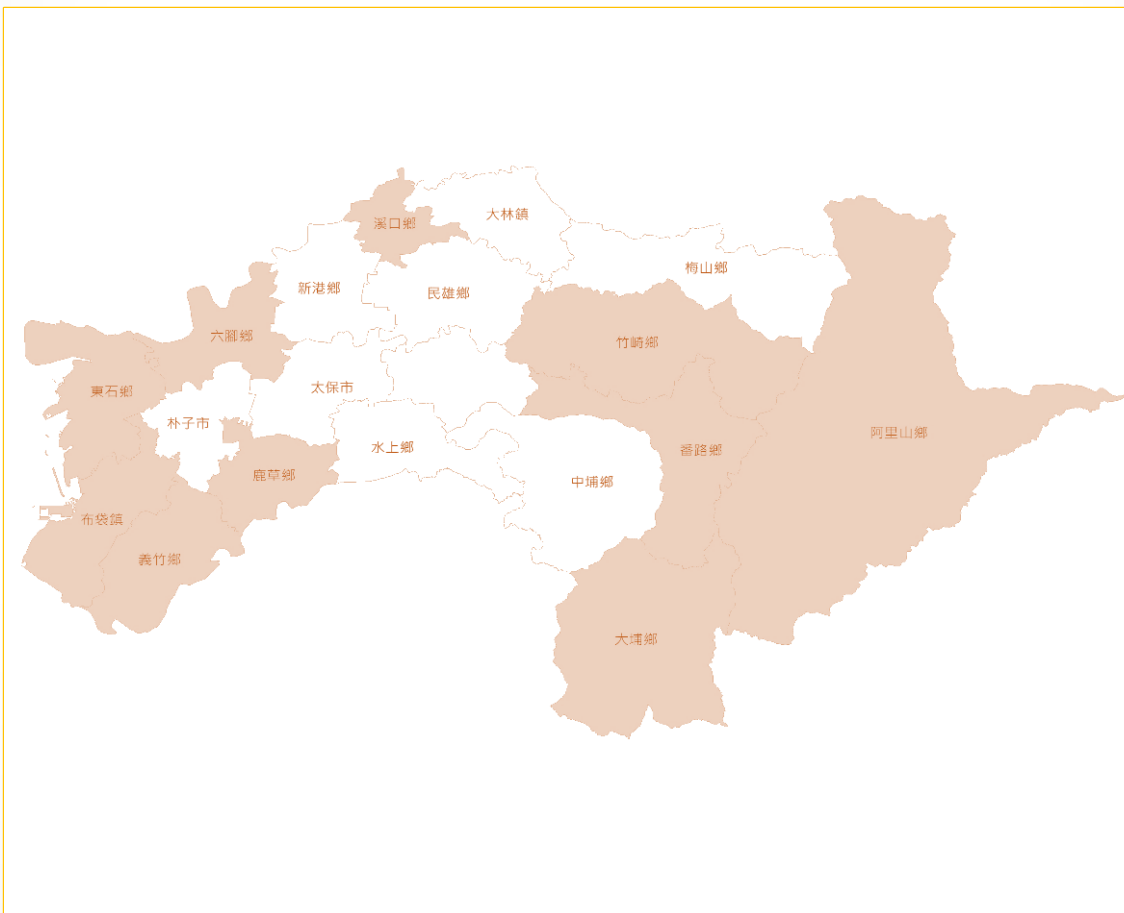 大林鎮
溪口鄉
梅山鄉
新港鄉
民雄鄉
六腳鄉
竹崎鄉
東石鄉
太保市
朴子市
水上鄉
阿里山鄉
番路鄉
鹿草鄉
中埔鄉
布袋鎮
義竹鄉
大埔鄉